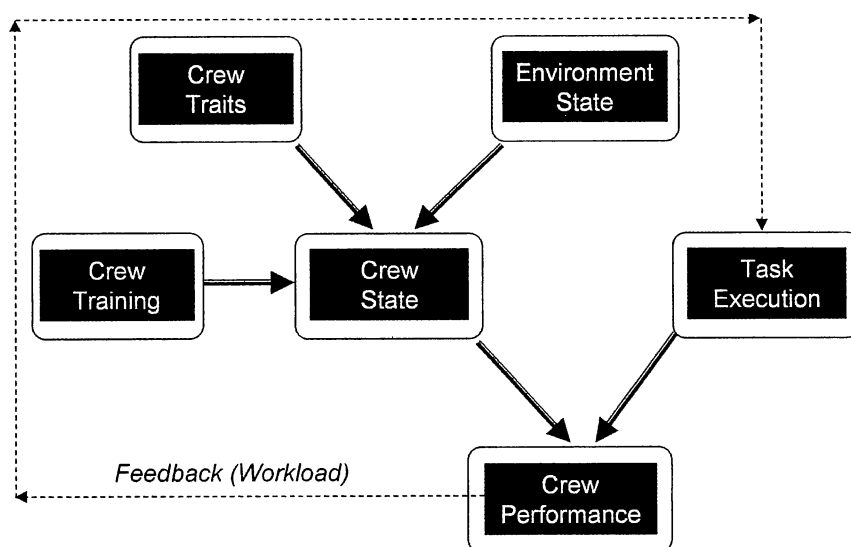 Crew
Traits
Environment
State
Crew
Training
Crew
State
Task
Execution
Feedback (Workload)
Crew
Performance